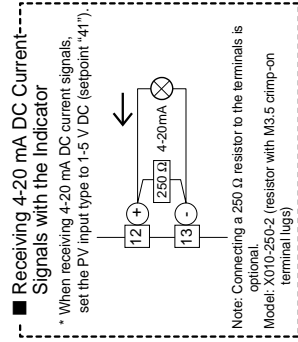 ■ Receiving 4-20 mA DC Current
Signals with the Indicator
* When receiving 4-20 mA DC current signals,
set the PV input type to 1-5 V DC (setpoint “41”).
12 +
13 -
250 Ω
4-20mA
Note: Connecting a 250 Ω resistor to the terminals is
optional.
Model: X010-250-2 (resistor with M3.5 crimp-on
terminal lugs)